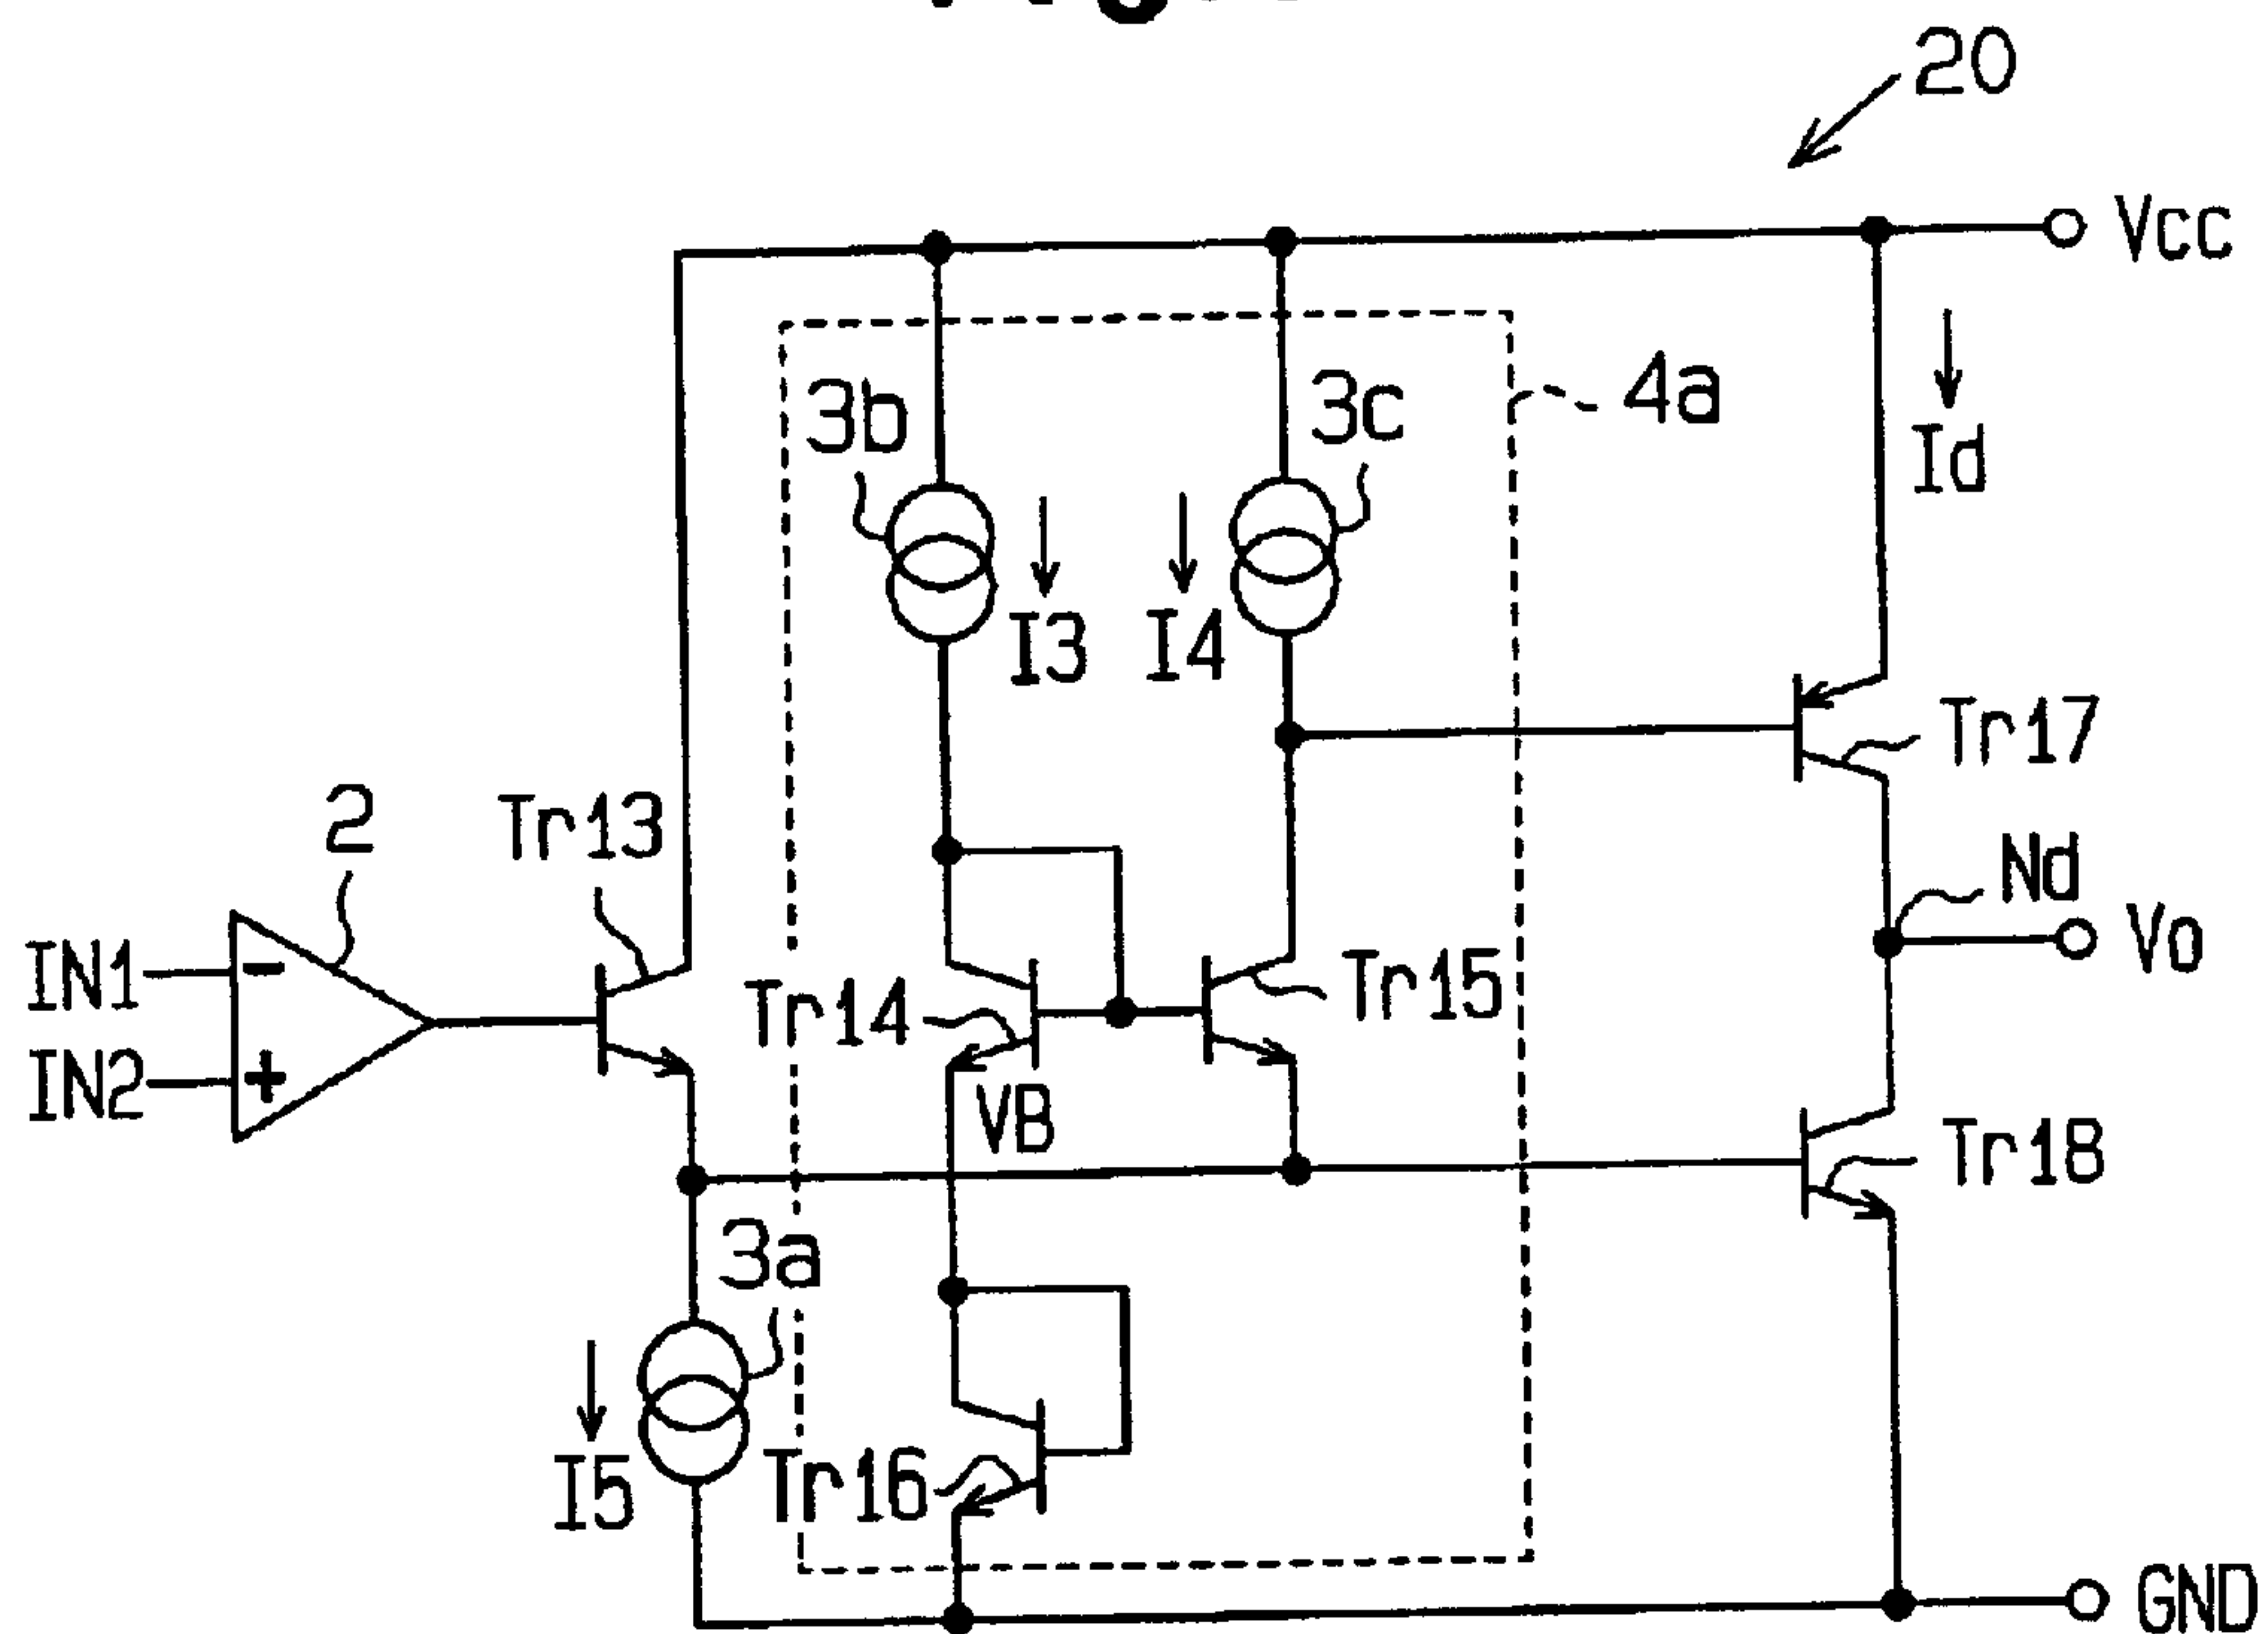 20
Vcc
3b
3c
4a
Id
I3
I4
Tr17
2
Tr13
Nd
Vo
IN1
-
Tr14
Tr15
IN2
+
VB
Tr18
3a
I5
Tr16
GND